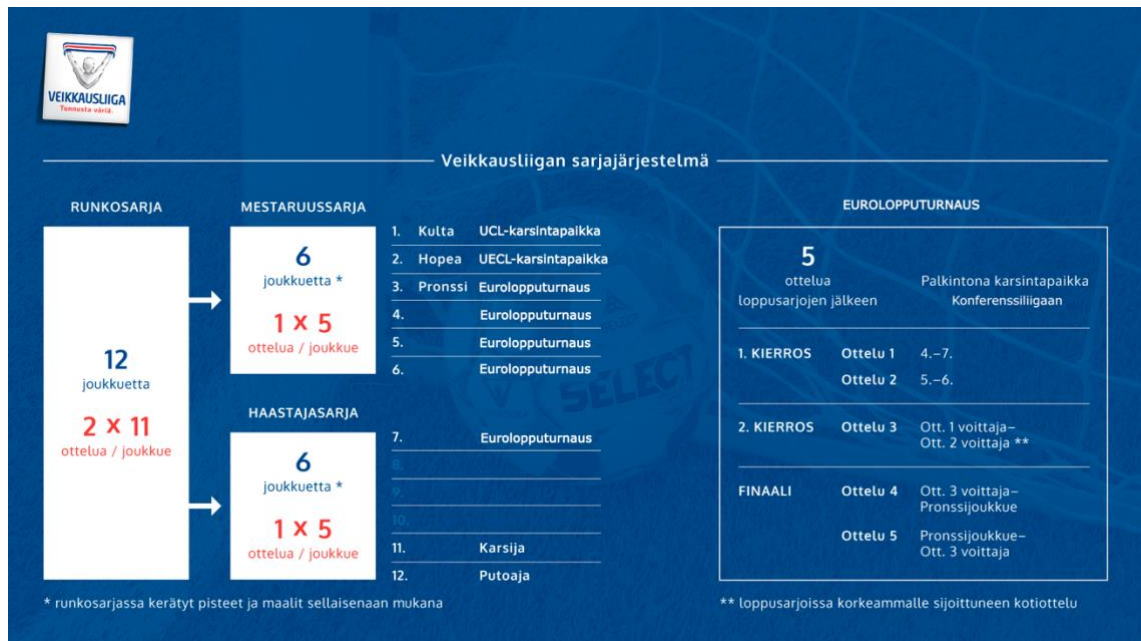 VEIKKAUSLIIGA
Tunnusta väriä.
Veikkausliigan sarjajärjestelmä
RUNKOSARJA
12
joukkuetta
2 x 11
ottelua / joukkue
MESTARUUSSARJA
6
joukkuetta *
1 x 5
ottelua / joukkue
1. Kulta UCL-karsintapaikka
2. Hopea UECL-karsintapaikka
3. Pronssi Eurolopputurnaus
4. Eurolopputurnaus
5. Eurolopputurnaus
6. Eurolopputurnaus
HAASTAJASARJA
6
joukkuetta *
1 x 5
ottelua / joukkue
7. Eurolopputurnaus
8.
9.
10.
11. Karsija
12. Putoaja
* runkosarjassa kerätyt pisteet ja maalit sellaisenaan mukana
EUROLOPPUTURNAUS
5
ottelua
loppusarjojen jälkeen
Palkintona karsintapaikka
Konferenssiliigaan
1. KIERROS Ottelu 1 4.–7.
Ottelu 2 5.–6.
2. KIERROS Ottelu 3 Ott. 1 voittaja–
Ott. 2 voittaja **
FINAALI Ottelu 4 Ott. 3 voittaja–
Pronssijoukkue
Ottelu 5 Pronssijoukkue–
Ott. 3 voittaja
** loppusarjoissa korkeammalle sijoittuneen kotiottelu
SELECT